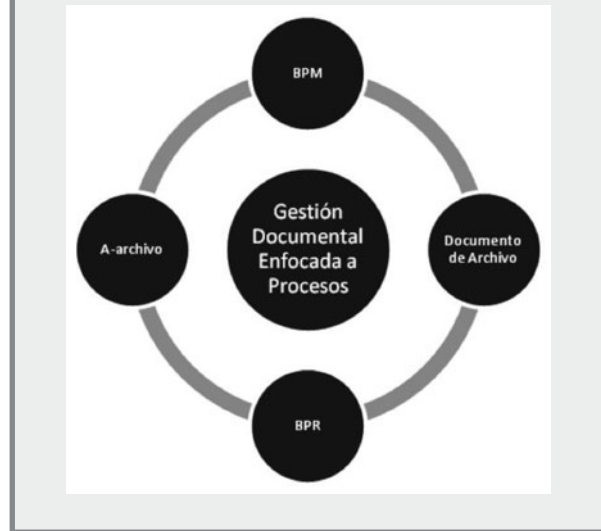 BPM
A-archivo
Gestión
Documental
Enfocada a
Procesos
Documento
de Archivo
BPR